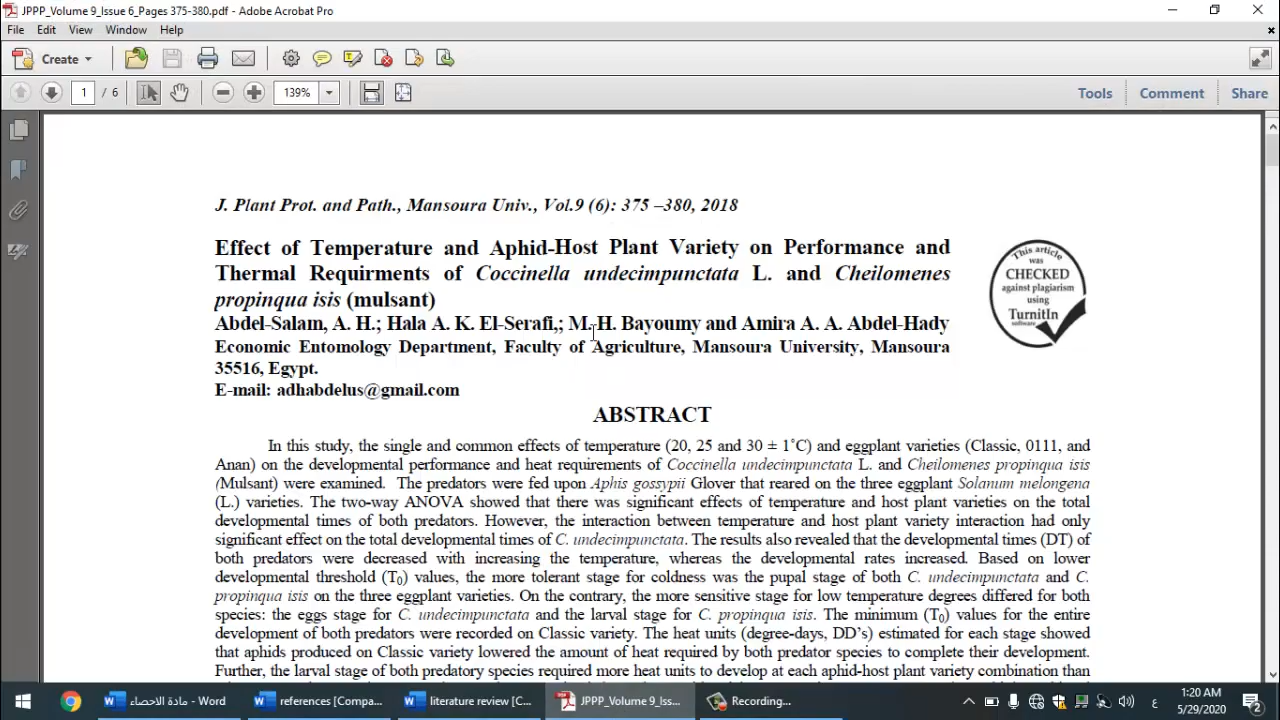 JPPP_Volume 9_Issue 6_Pages 375-380.pdf - Adobe Acrobat Pro
File Edit View Window Help
Create
1 / 6 139% Tools Comment Share
J. Plant Prot. and Path., Mansoura Univ., Vol.9 (6): 375 –380, 2018
Effect of Temperature and Aphid-Host Plant Variety on Performance and
Thermal Requirments of Coccinella undecimpunctata L. and Cheilomenes
propinqua isis (mulsant)
Abdel-Salam, A. H.; Hala A. K. El-Serafi,; M. H. Bayoumy and Amira A. A. Abdel-Hady
Economic Entomology Department, Faculty of Agriculture, Mansoura University, Mansoura
35516, Egypt.
E-mail: adhabdelus@gmail.com
This article
was
CHECKED
against plagiarism
using
TurnitIn
software
ABSTRACT
In this study, the single and common effects of temperature (20, 25 and 30 ± 1˚C) and eggplant varieties (Classic, 0111, and
Anan) on the developmental performance and heat requirements of Coccinella undecimpunctata L. and Cheilomenes propinqua isis
(Mulsant) were examined. The predators were fed upon Aphis gossypii Glover that reared on the three eggplant Solanum melongena
(L.) varieties. The two-way ANOVA showed that there was significant effects of temperature and host plant varieties on the total
developmental times of both predators. However, the interaction between temperature and host plant variety interaction had only
significant effect on the total developmental times of C. undecimpunctata. The results also revealed that the developmental times (DT) of
both predators were decreased with increasing the temperature, whereas the developmental rates increased. Based on lower
developmental threshold (T0) values, the more tolerant stage for coldness was the pupal stage of both C. undecimpunctata and C.
propinqua isis on the three eggplant varieties. On the contrary, the more sensitive stage for low temperature degrees differed for both
species: the eggs stage for C. undecimpunctata and the larval stage for C. propinqua isis. The minimum (T0) values for the entire
development of both predators were recorded on Classic variety. The heat units (degree-days, DD’s) estimated for each stage showed
that aphids produced on Classic variety lowered the amount of heat required by both predator species to complete their development.
Further, the larval stage of both predatory species required more heat units to develop at each aphid-host plant variety combination than
مادة الاحصاء - Word
references [Compa...
literature review [C...
JPPP_Volume 9_Iss...
Recording...
ع
1:20 AM
5/29/2020
2